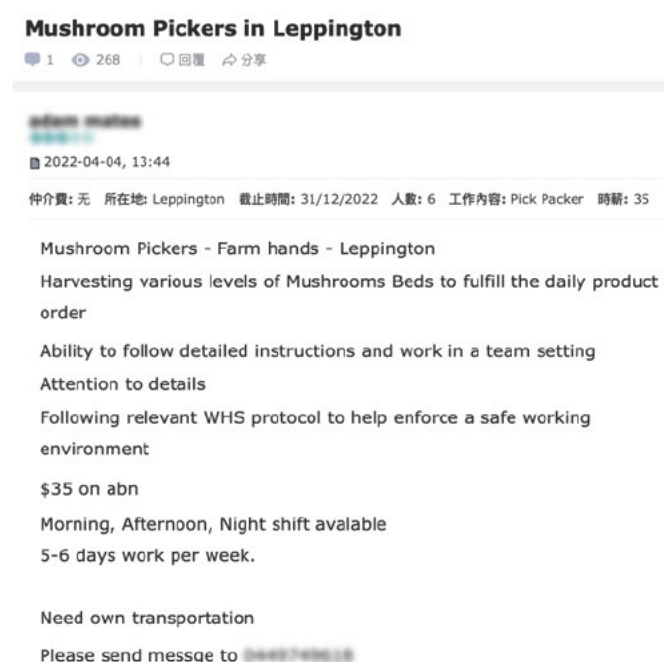 Mushroom Pickers in Leppington
1 268 回覆 分享
2022-04-04, 13:44
仲介費: 无 所在地: Leppington 截止時間: 31/12/2022 人數: 6 工作內容: Pick Packer 時薪: 35
Mushroom Pickers - Farm hands - Leppington
Harvesting various levels of Mushrooms Beds to fulfill the daily product
order
Ability to follow detailed instructions and work in a team setting
Attention to details
Following relevant WHS protocol to help enforce a safe working
environment
$35 on abn
Morning, Afternoon, Night shift avalable
5-6 days work per week.
Need own transportation
Please send messge to